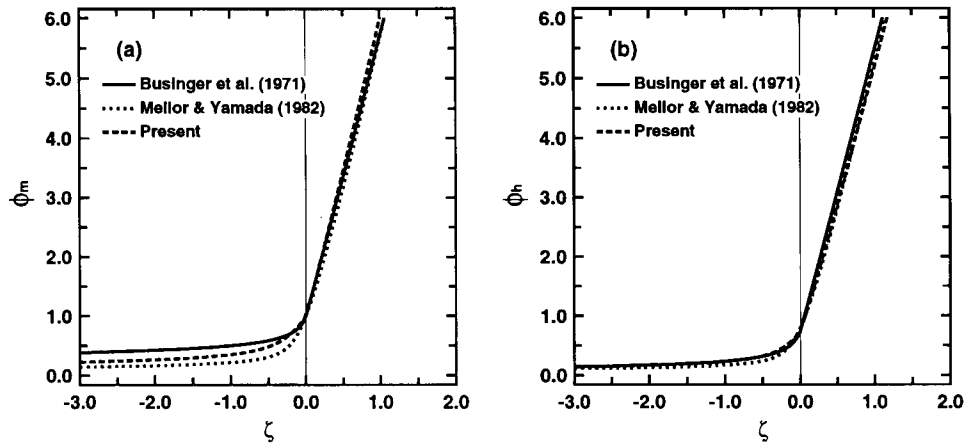 6.0
5.0
4.0
3.0
2.0
1.0
0.0
ϕm
(a)
Businger et al. (1971)
Mellor & Yamada (1982)
Present
-3.0 -2.0 -1.0 0.0 1.0 2.0
ζ
6.0
5.0
4.0
3.0
2.0
1.0
0.0
ϕh
(b)
Businger et al. (1971)
Mellor & Yamada (1982)
Present
-3.0 -2.0 -1.0 0.0 1.0 2.0
ζ